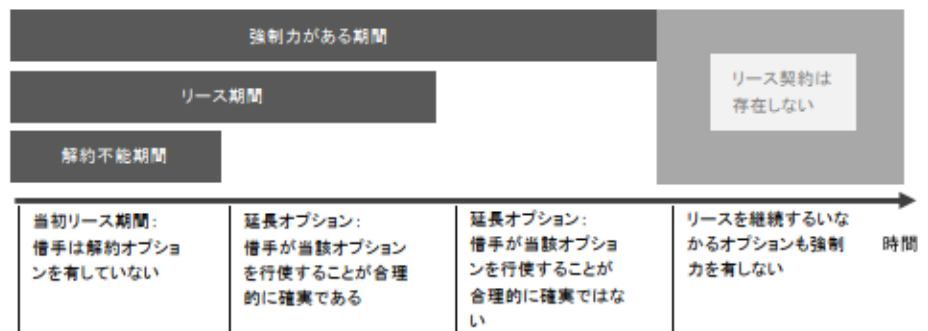 強制力がある期間
リース契約は
存在しない
リース期間
解約不能期間
当初リース期間：
借手は解約オプショ
ンを有していない
延長オプション：
借手が当該オプション
を行使することが合理
的に確実である
延長オプション：
借手が当該オプショ
ンを行使することが
合理的に確実ではな
い
リースを継続するいな
かるオプションも強制
力を有しない
時間